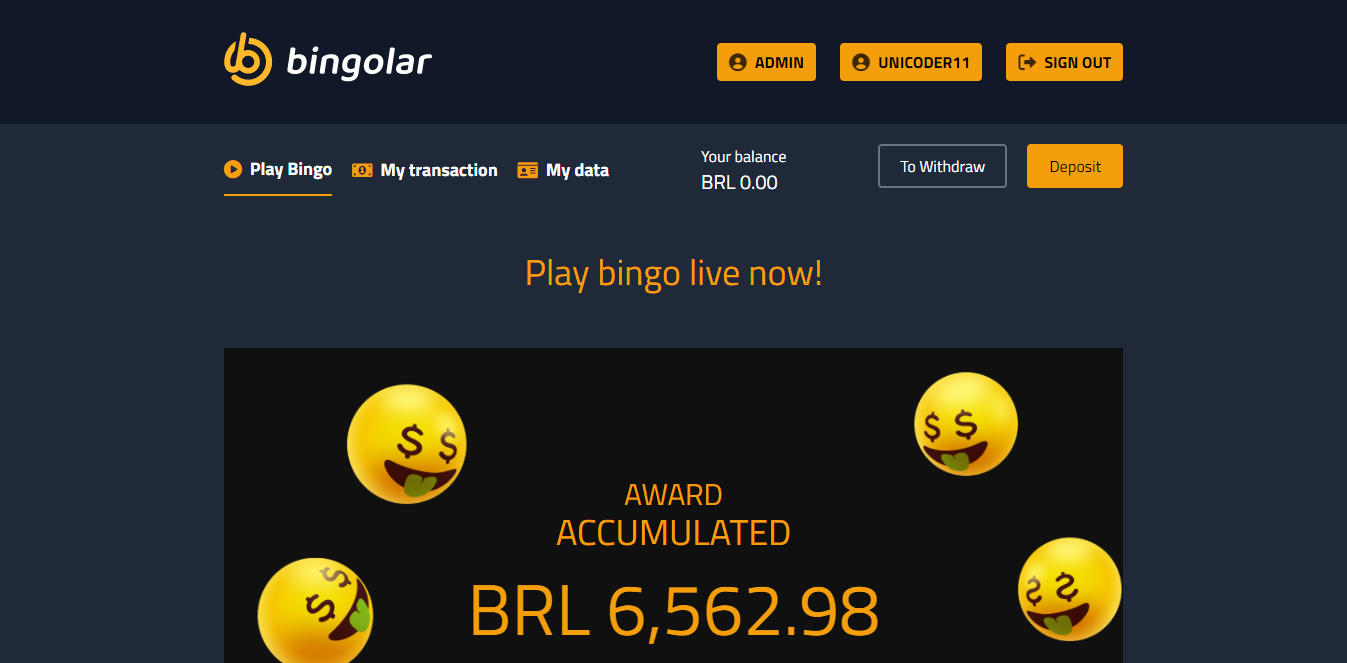 bingolar
ADMIN
UNICODER11
SIGN OUT
Play Bingo
My transaction
My data
Your balance
BRL 0.00
To Withdraw
Deposit
Play bingo live now!
AWARD
ACCUMULATED
BRL 6,562.98